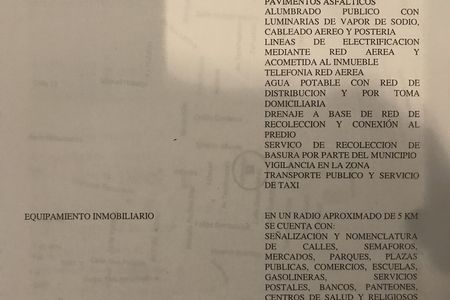 PAVIMENTOS ASFALTICOS
ALUMBRADO PUBLICO CON
LUMINARIAS DE VAPOR DE SODIO,
CABLEADO AEREO Y POSTERIA
LINEAS DE ELECTRIFICACION
MEDIANTE RED AEREA Y
ACOMETIDA AL INMUEBLE
TELEFONIA RED AEREA
AGUA POTABLE CON RED DE
DISTRIBUCION Y POR TOMA
DOMICILIARIA
DRENAJE A BASE DE RED DE
RECOLECCION Y CONEXIÓN AL
PREDIO
SERVICO DE RECOLECCION DE
BASURA POR PARTE DEL MUNICIPIO
VIGILANCIA EN LA ZONA
TRANSPORTE PUBLICO Y SERVICIO
DE TAXI
EQUIPAMIENTO INMOBILIARIO
EN UN RADIO APROXIMADO DE 5 KM
SE CUENTA CON:
SEÑALIZACION Y NOMENCLATURA
DE CALLES, SEMAFOROS,
MERCADOS, PARQUES, PLAZAS
PUBLICAS, COMERCIOS, ESCUELAS,
GASOLINERAS, SERVICIOS
POSTALES, BANCOS, PANTEONES,
CENTROS DE SALUD Y RELIGIOSOS